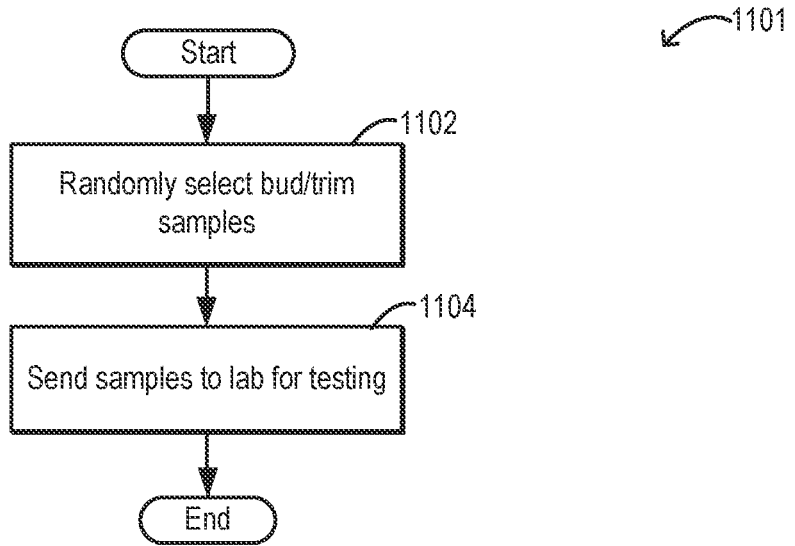 1101
Start
1102
Randomly select bud/trim
samples
1104
Send samples to lab for testing
End